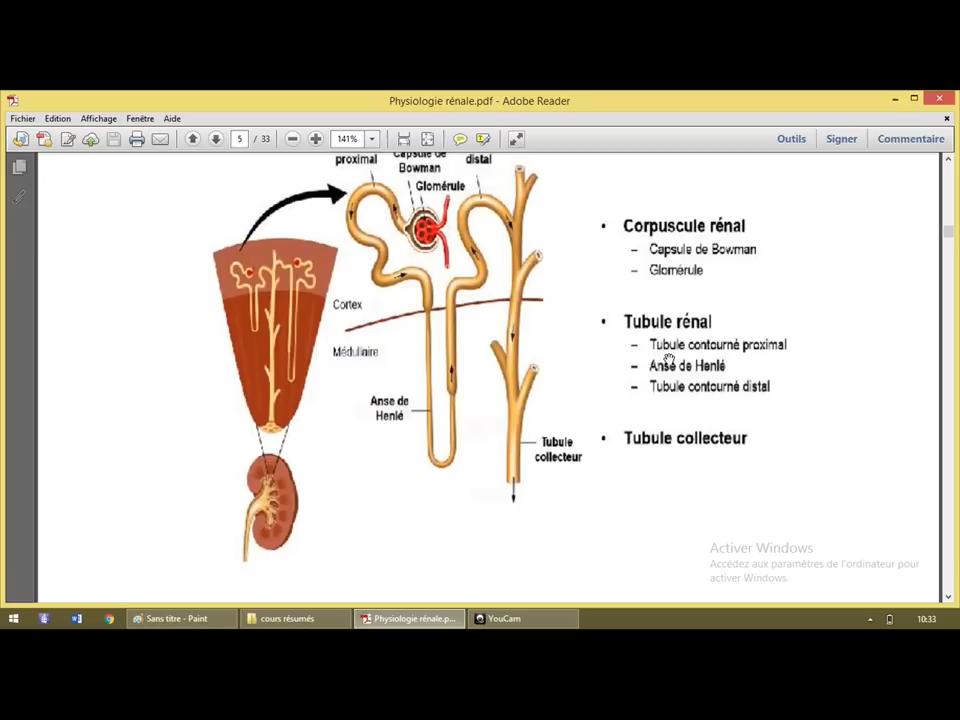 Physiologie rénale.pdf - Adobe Reader
Fichier Edition Affichage Fenêtre Aide
5 / 33 141% Outils Signer Commentaire
proximal
Capsule de
Bowman
distal
Glomérule
Cortex
Médullaire
Anse de
Henlé
Tubule
collecteur
• Corpuscule rénal
– Capsule de Bowman
– Glomérule
• Tubule rénal
– Tubule contourné proximal
– Anse de Henlé
– Tubule contourné distal
• Tubule collecteur
Activer Windows
Accédez aux paramètres de l'ordinateur pour
activer Windows.
Sans titre - Paint cours résumés Physiologie rénale.p... YouCam 10:33